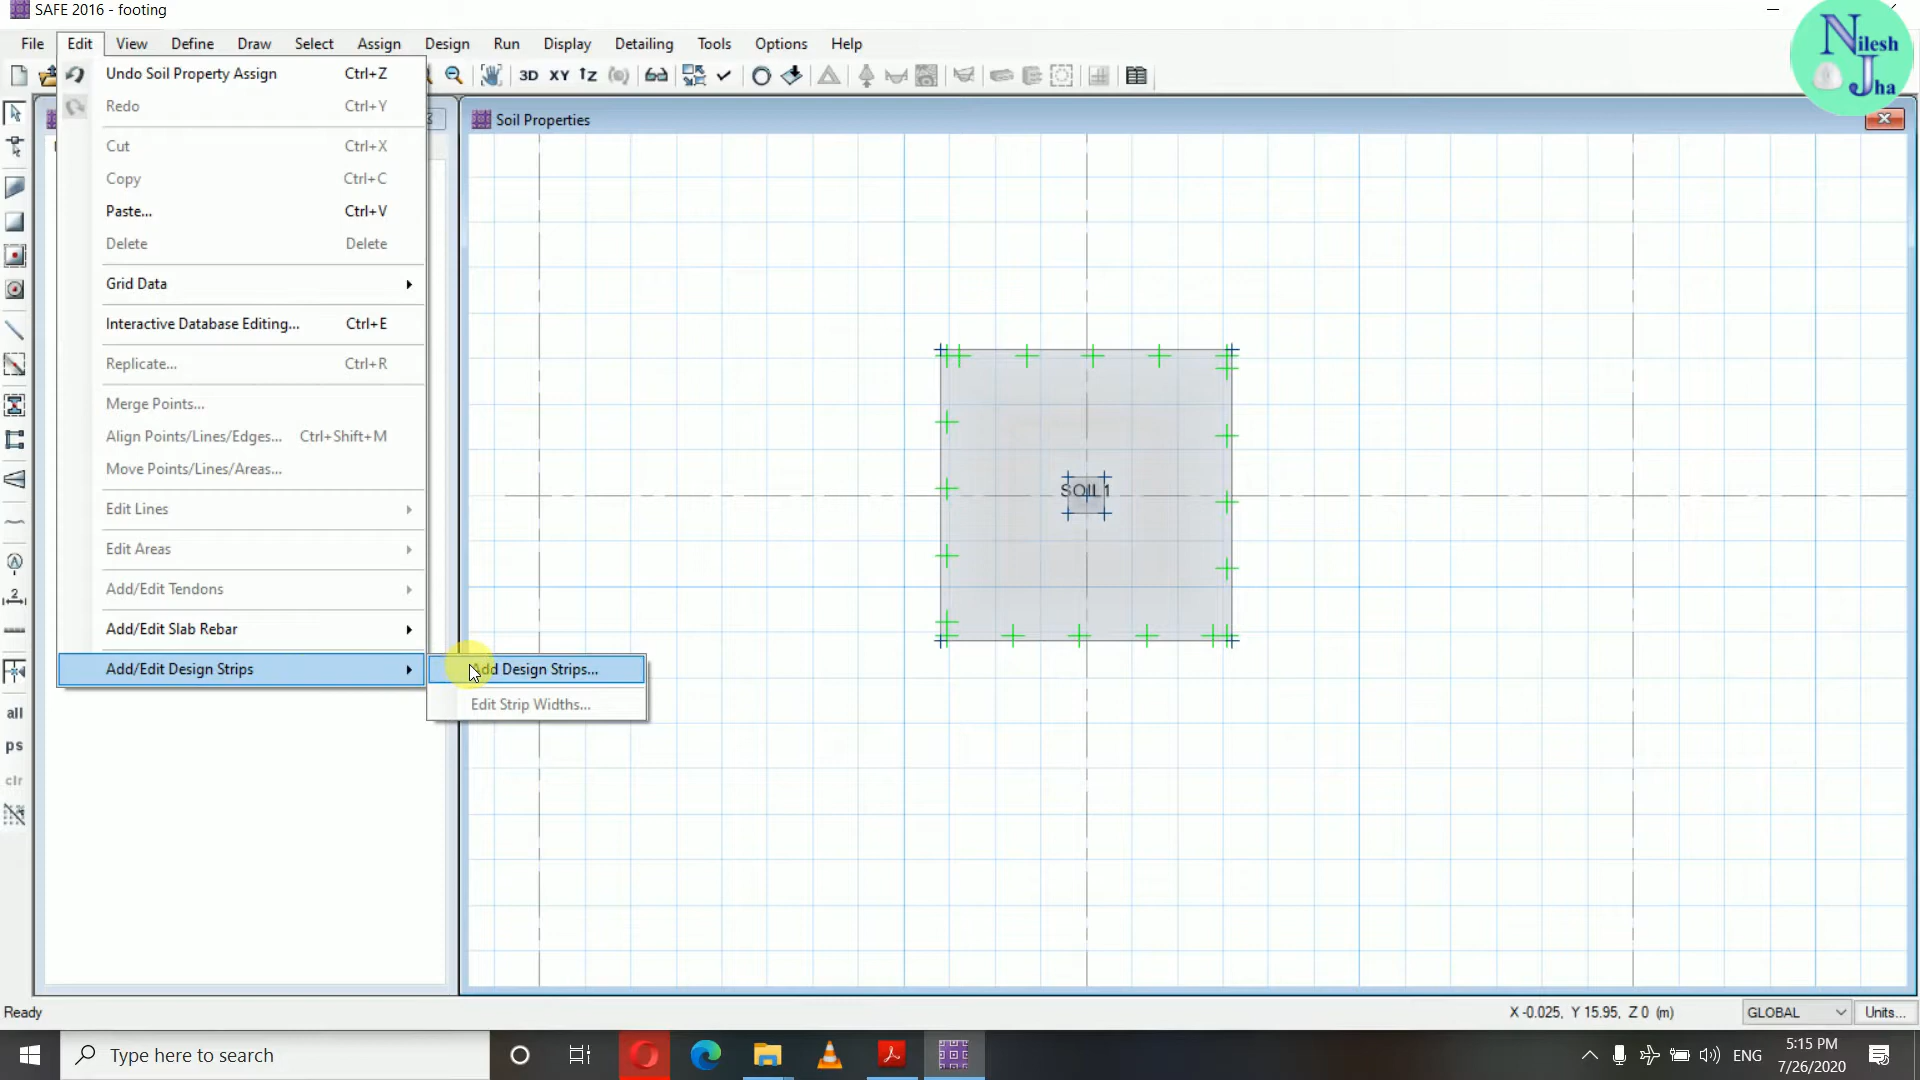 SAFE 2016 - footing
Nilesh
Jha
File Edit View Define Draw Select Assign Design Run Display Detailing Tools Options Help
3D XY
Undo Soil Property Assign Ctrl+Z
Redo Ctrl+Y
Cut Ctrl+X
Copy Ctrl+C
Paste... Ctrl+V
Delete Delete
Grid Data
Interactive Database Editing... Ctrl+E
Replicate... Ctrl+R
Merge Points...
Align Points/Lines/Edges... Ctrl+Shift+M
Move Points/Lines/Areas...
Edit Lines
Edit Areas
Add/Edit Tendons
Add/Edit Slab Rebar
Add/Edit Design Strips
Add Design Strips...
Edit Strip Widths...
Soil Properties
SOIL1
all
ps
clr
Ready
X -0.025, Y 15.95, Z 0 (m)
GLOBAL
Units...
Type here to search
ENG
5:15 PM
7/26/2020